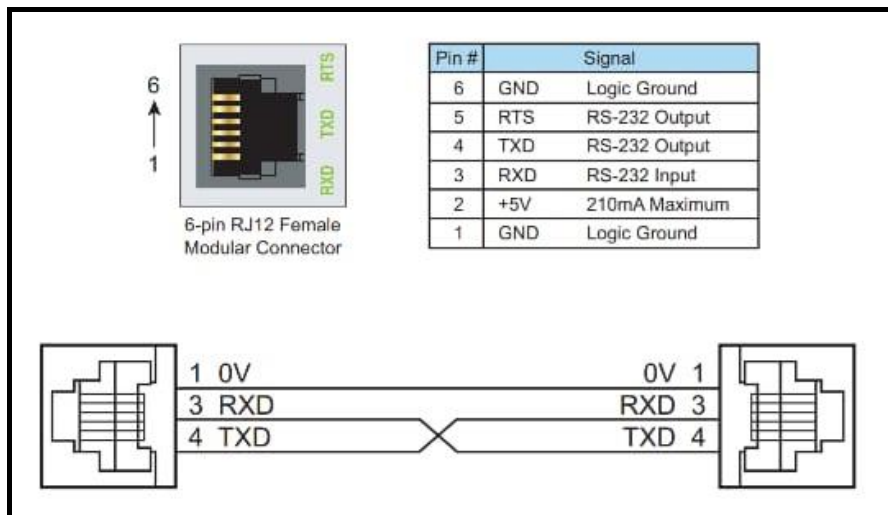 RTS
TXD
RXD
6
1
6-pin RJ12 Female
Modular Connector
Pin # Signal
6 GND Logic Ground
5 RTS RS-232 Output
4 TXD RS-232 Output
3 RXD RS-232 Input
2 +5V 210mA Maximum
1 GND Logic Ground
1 0V 0V 1
3 RXD RXD 3
4 TXD TXD 4